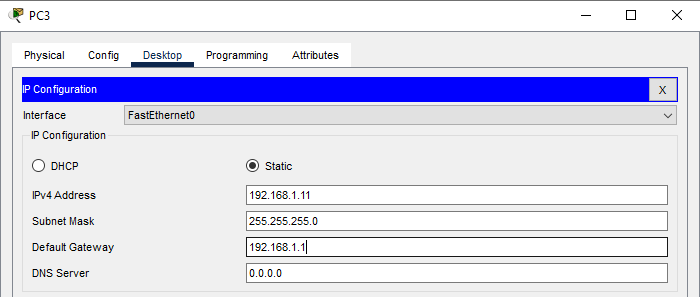 PC3
Physical Config Desktop Programming Attributes
IP Configuration X
Interface FastEthernet0
IP Configuration
DHCP Static
IPv4 Address 192.168.1.11
Subnet Mask 255.255.255.0
Default Gateway 192.168.1.1
DNS Server 0.0.0.0